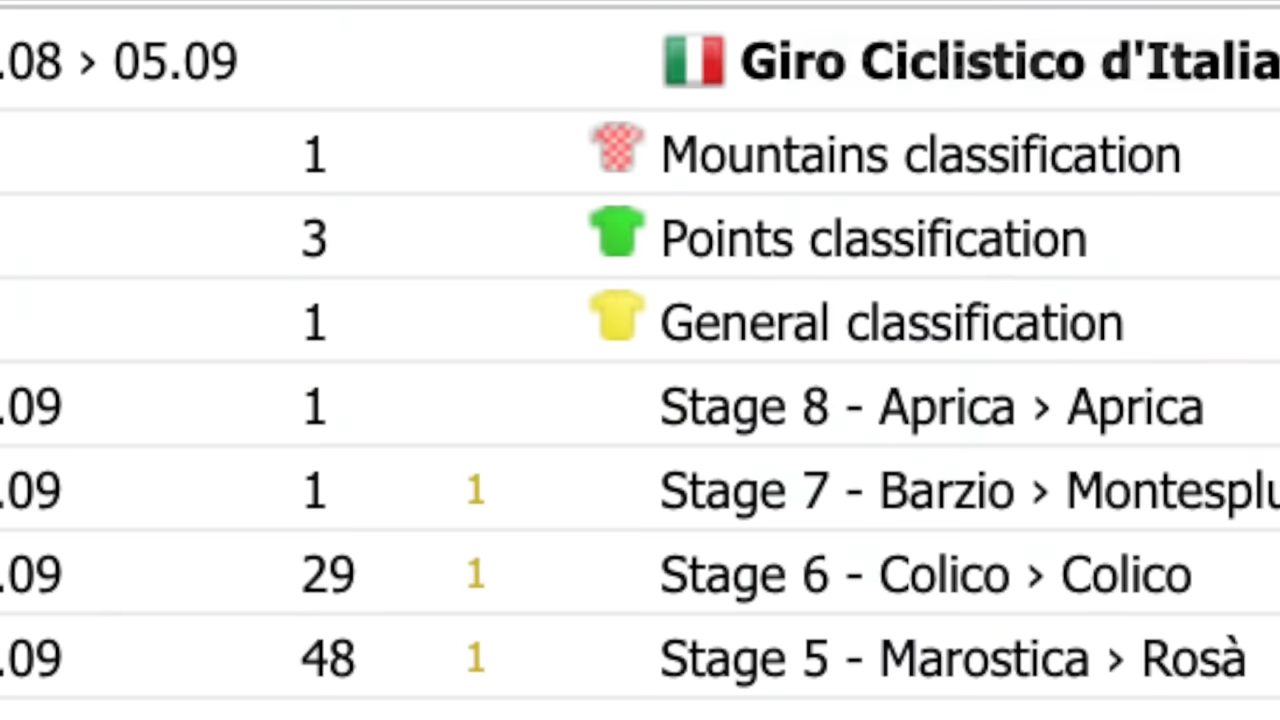 .08 › 05.09 Giro Ciclistico d'Italia
1 Mountains classification
3 Points classification
1 General classification
.09 1 Stage 8 - Aprica › Aprica
.09 1 1 Stage 7 - Barzio › Montesplu
.09 29 1 Stage 6 - Colico › Colico
.09 48 1 Stage 5 - Marostica › Rosà